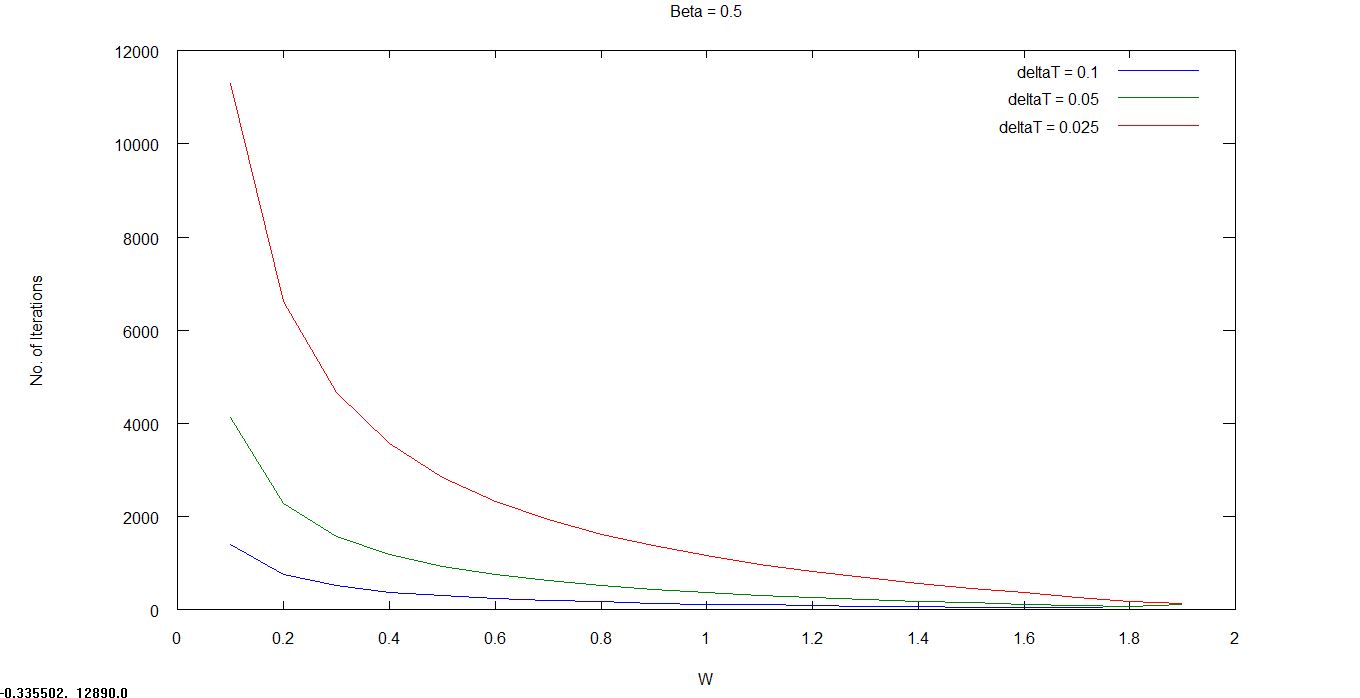 Beta = 0.5
12000
10000
8000
6000
4000
2000
0
No. of Iterations
deltaT = 0.1
deltaT = 0.05
deltaT = 0.025
0 0.2 0.4 0.6 0.8 1 1.2 1.4 1.6 1.8 2
W
-0.335502, 12890.0